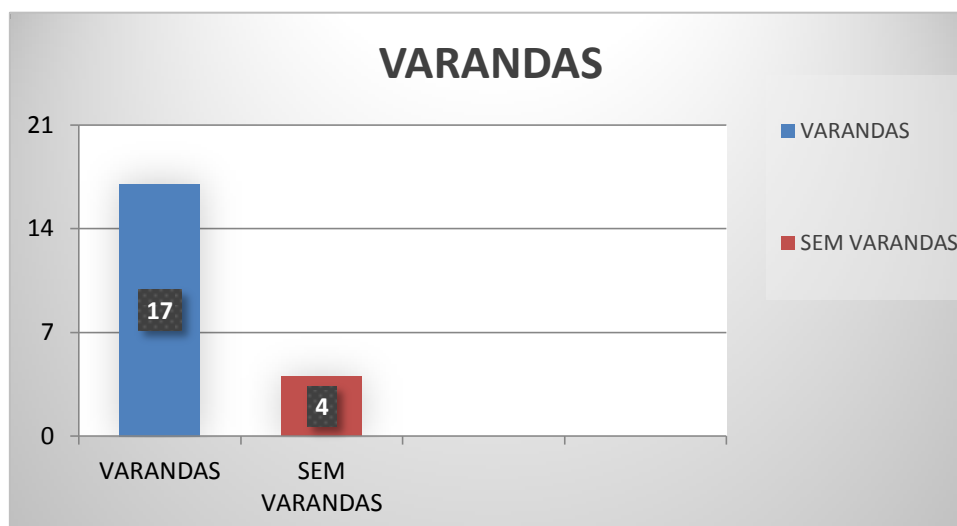 VARANDAS
21
14
7
0
17
4
VARANDAS
SEM
VARANDAS
VARANDAS
SEM VARANDAS